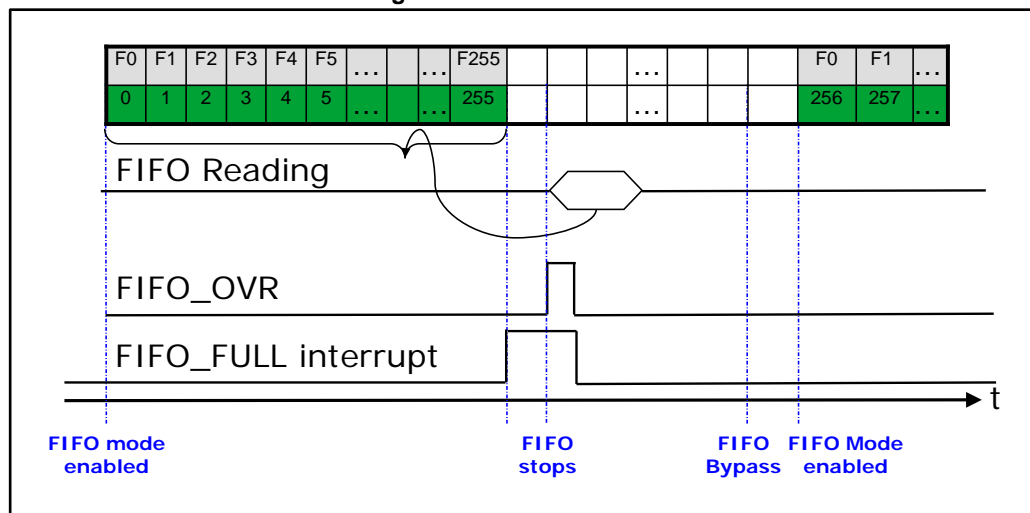 F0 F1 F2 F3 F4 F5 ... ... F255 ... F0 F1 ...
0 1 2 3 4 5 ... ... 255 ... 256 257 ...
FIFO Reading
FIFO_OVR
FIFO_FULL interrupt
t
FIFO mode enabled
FIFO stops
FIFO Bypass
FIFO Mode enabled